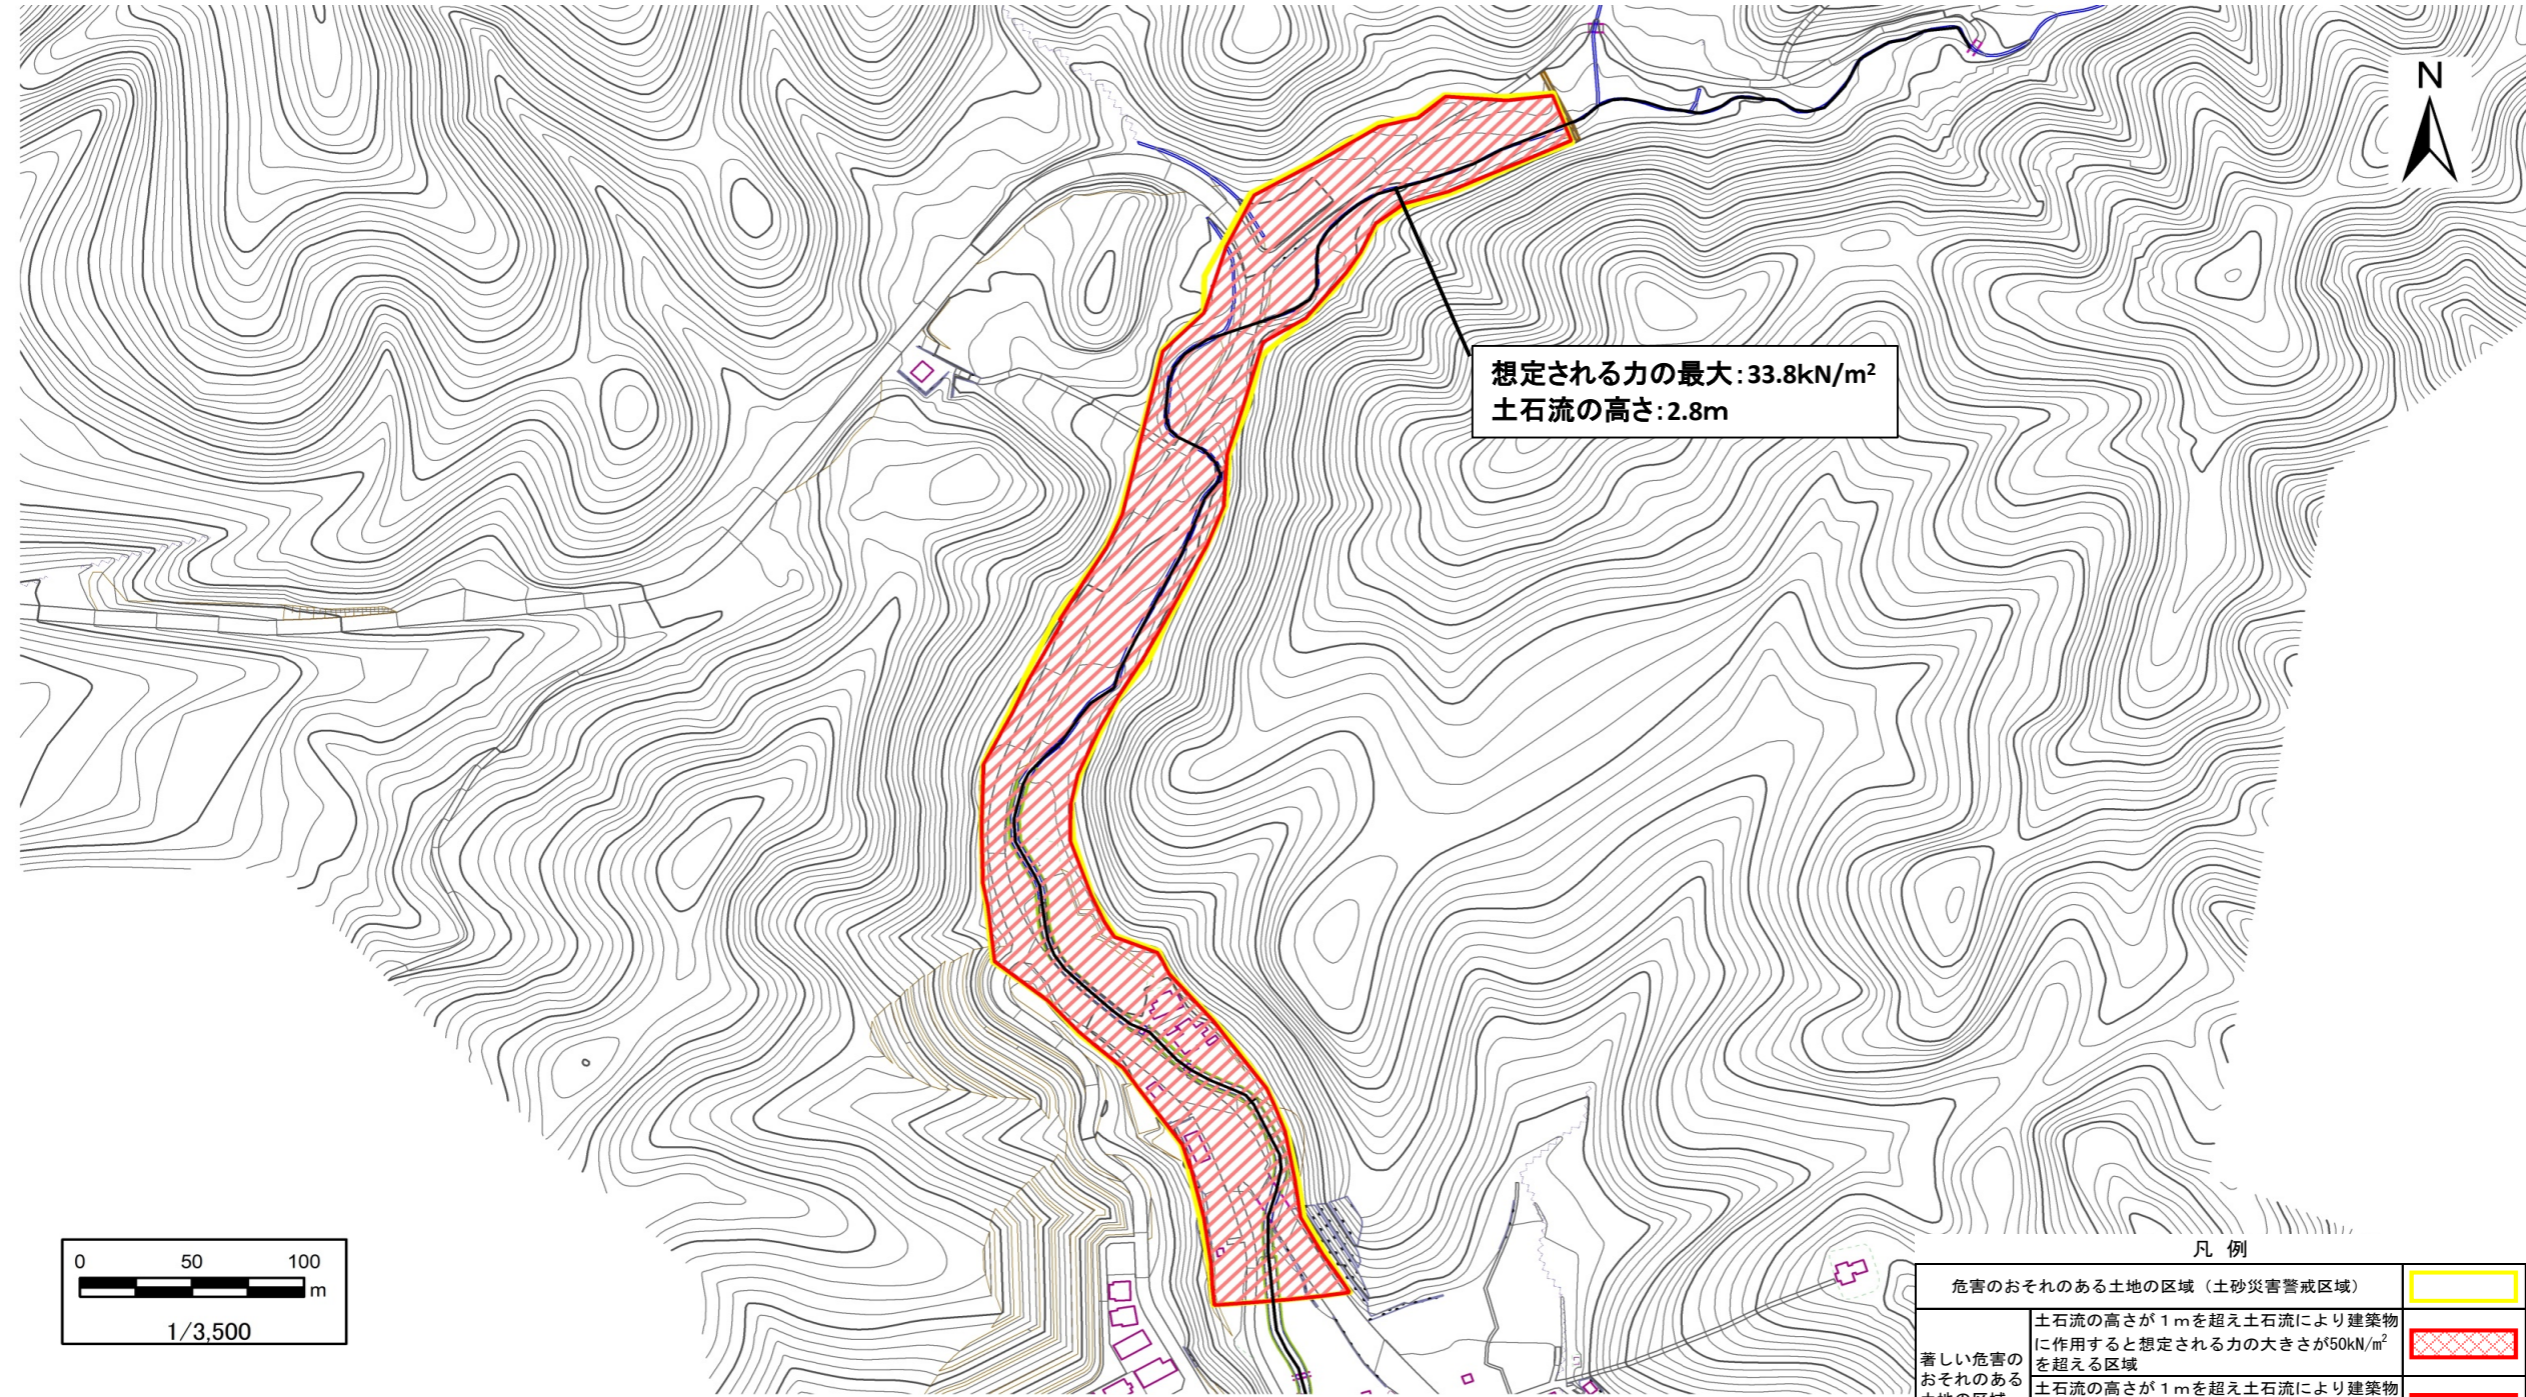 N
想定される力の最大:33.8kN/m²
土石流の高さ:2.8m
0 50 100
m
1/3,500
凡 例
危害のおそれのある土地の区域（土砂災害警戒区域）
土石流の高さが１ｍを超え土石流により建築物
に作用すると想定される力の大きさが50kN/㎡
を超える区域
著しい危害の
おそれのある
土地の区域
土石流の高さが１ｍを超え土石流により建築物